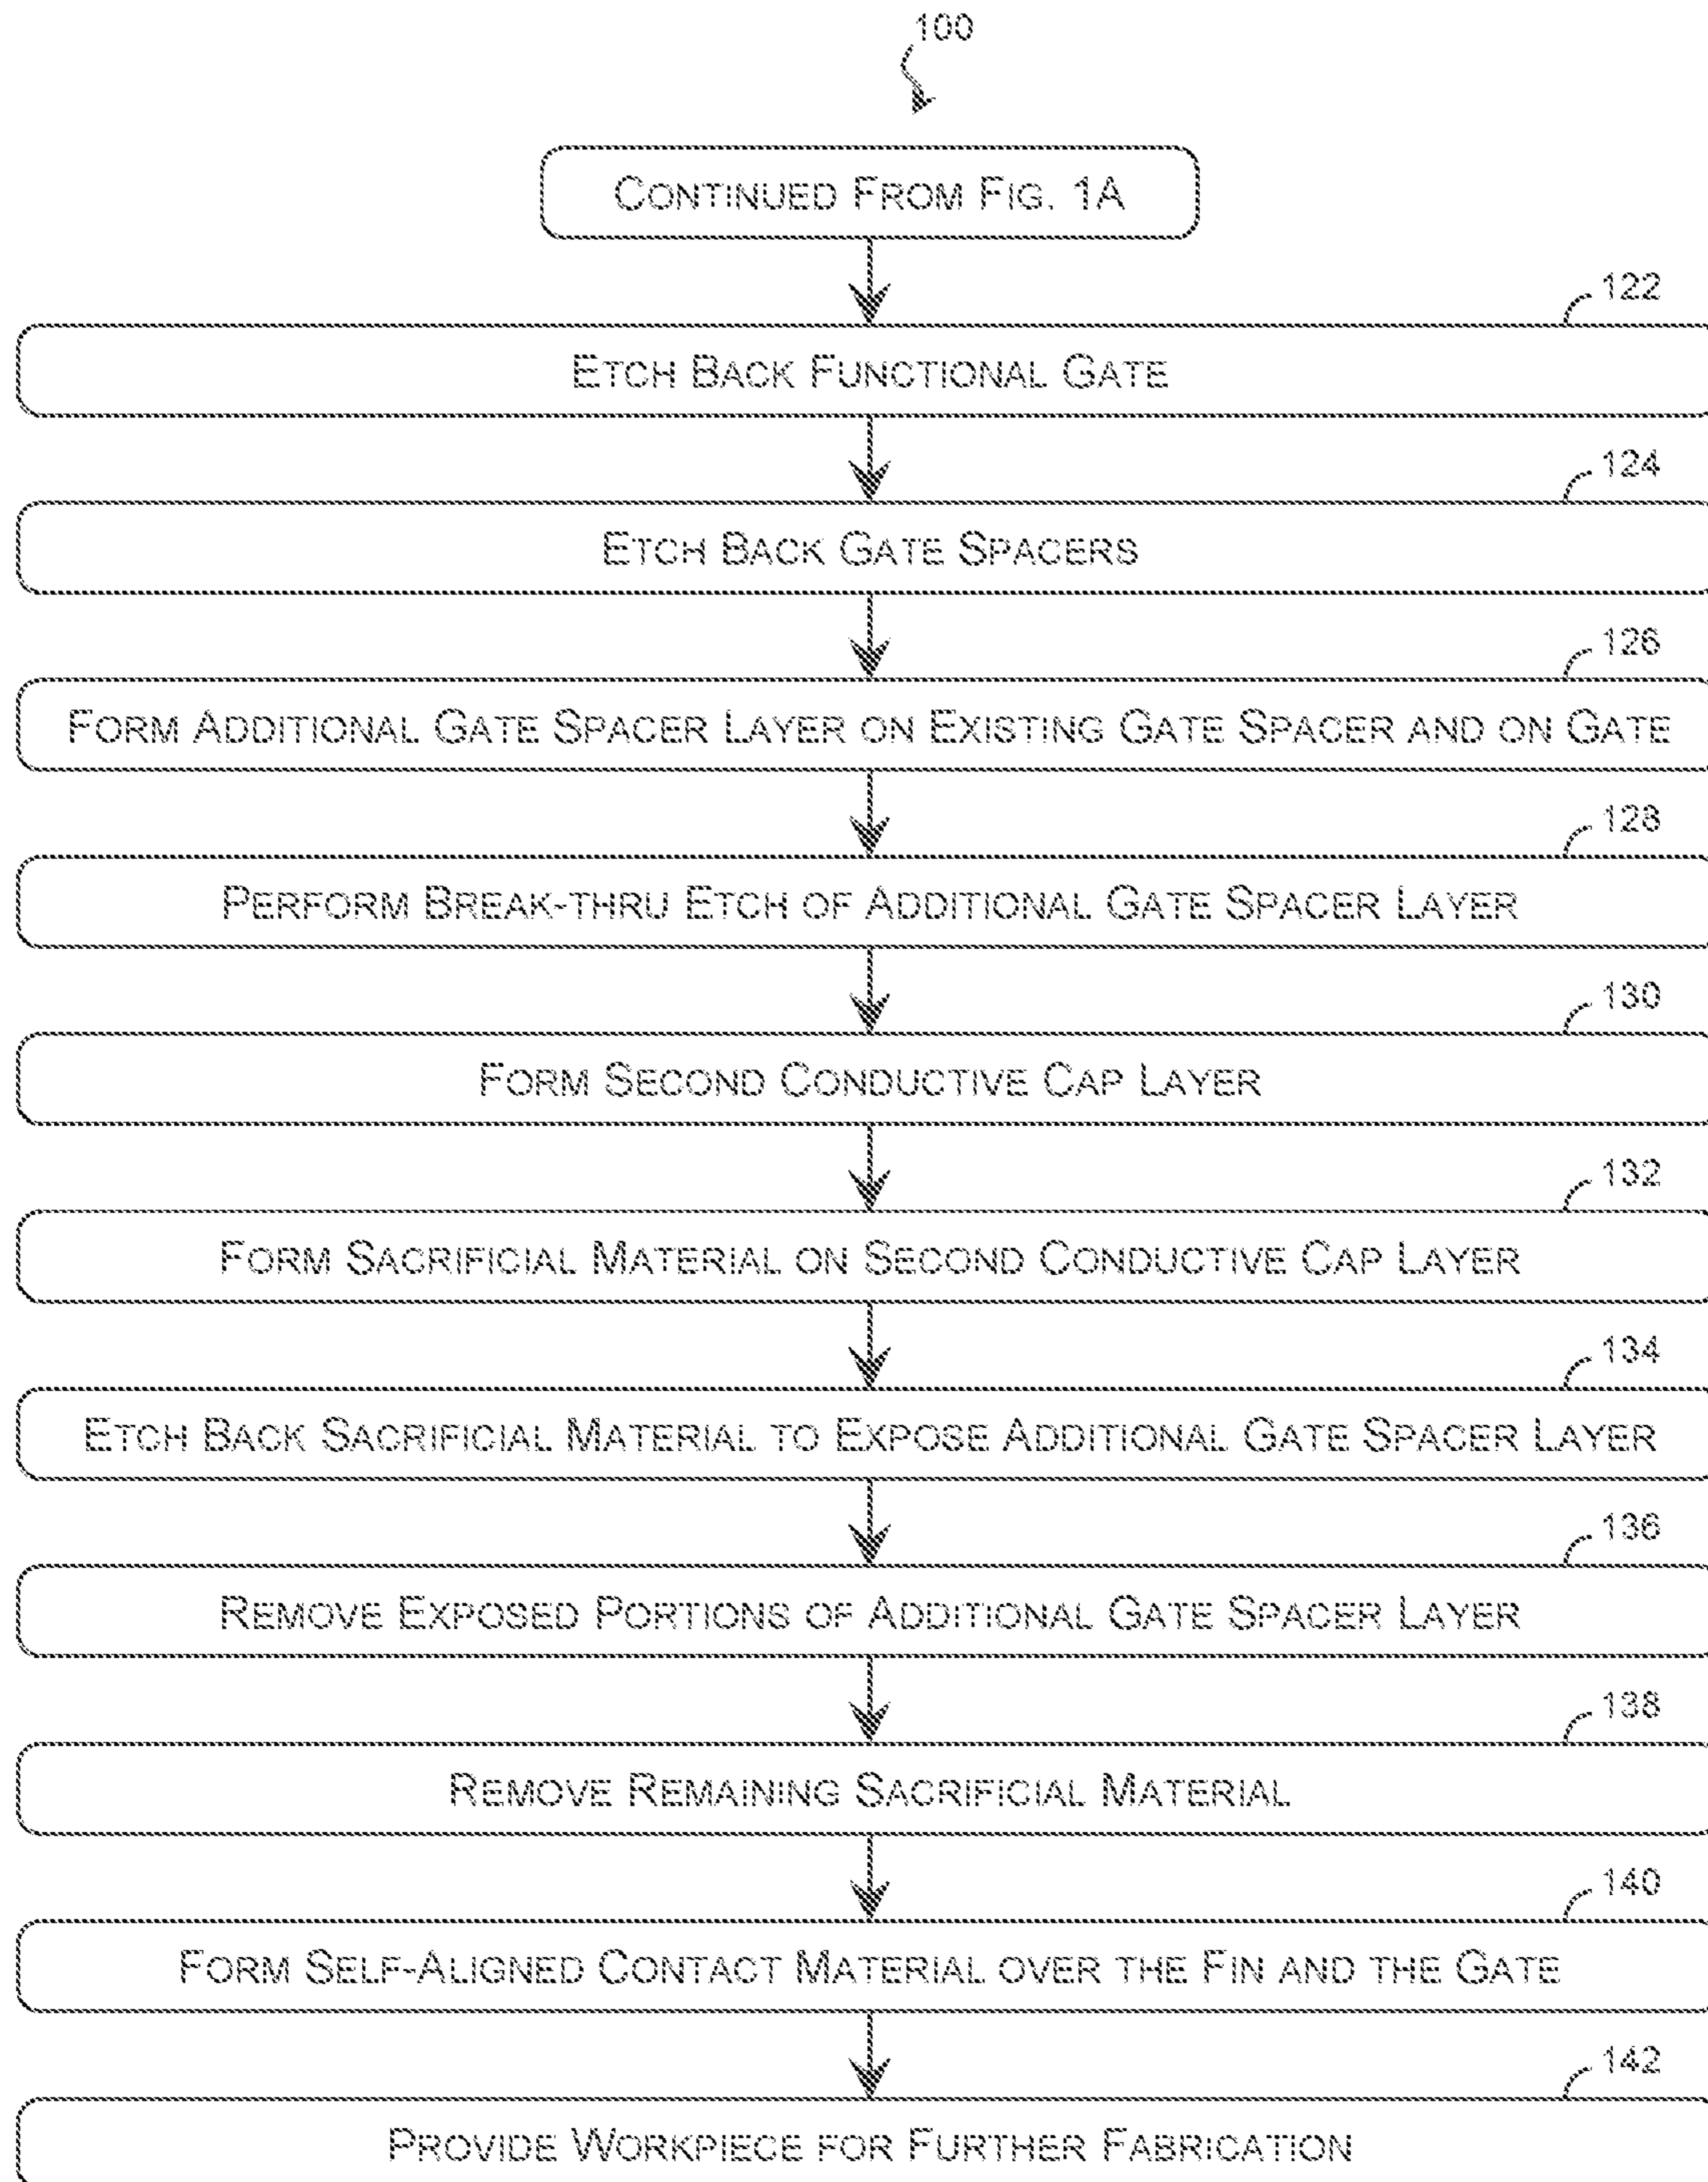 100
CONTINUED FROM FIG. 1A
122
ETCH BACK FUNCTIONAL GATE
124
ETCH BACK GATE SPACERS
126
FORM ADDITIONAL GATE SPACER LAYER ON EXISTING GATE SPACER AND ON GATE
128
PERFORM BREAK-THRU ETCH OF ADDITIONAL GATE SPACER LAYER
130
FORM SECOND CONDUCTIVE CAP LAYER
132
FORM SACRIFICIAL MATERIAL ON SECOND CONDUCTIVE CAP LAYER
134
ETCH BACK SACRIFICIAL MATERIAL TO EXPOSE ADDITIONAL GATE SPACER LAYER
136
REMOVE EXPOSED PORTIONS OF ADDITIONAL GATE SPACER LAYER
138
REMOVE REMAINING SACRIFICIAL MATERIAL
140
FORM SELF-ALIGNED CONTACT MATERIAL OVER THE FIN AND THE GATE
142
PROVIDE WORKPIECE FOR FURTHER FABRICATION